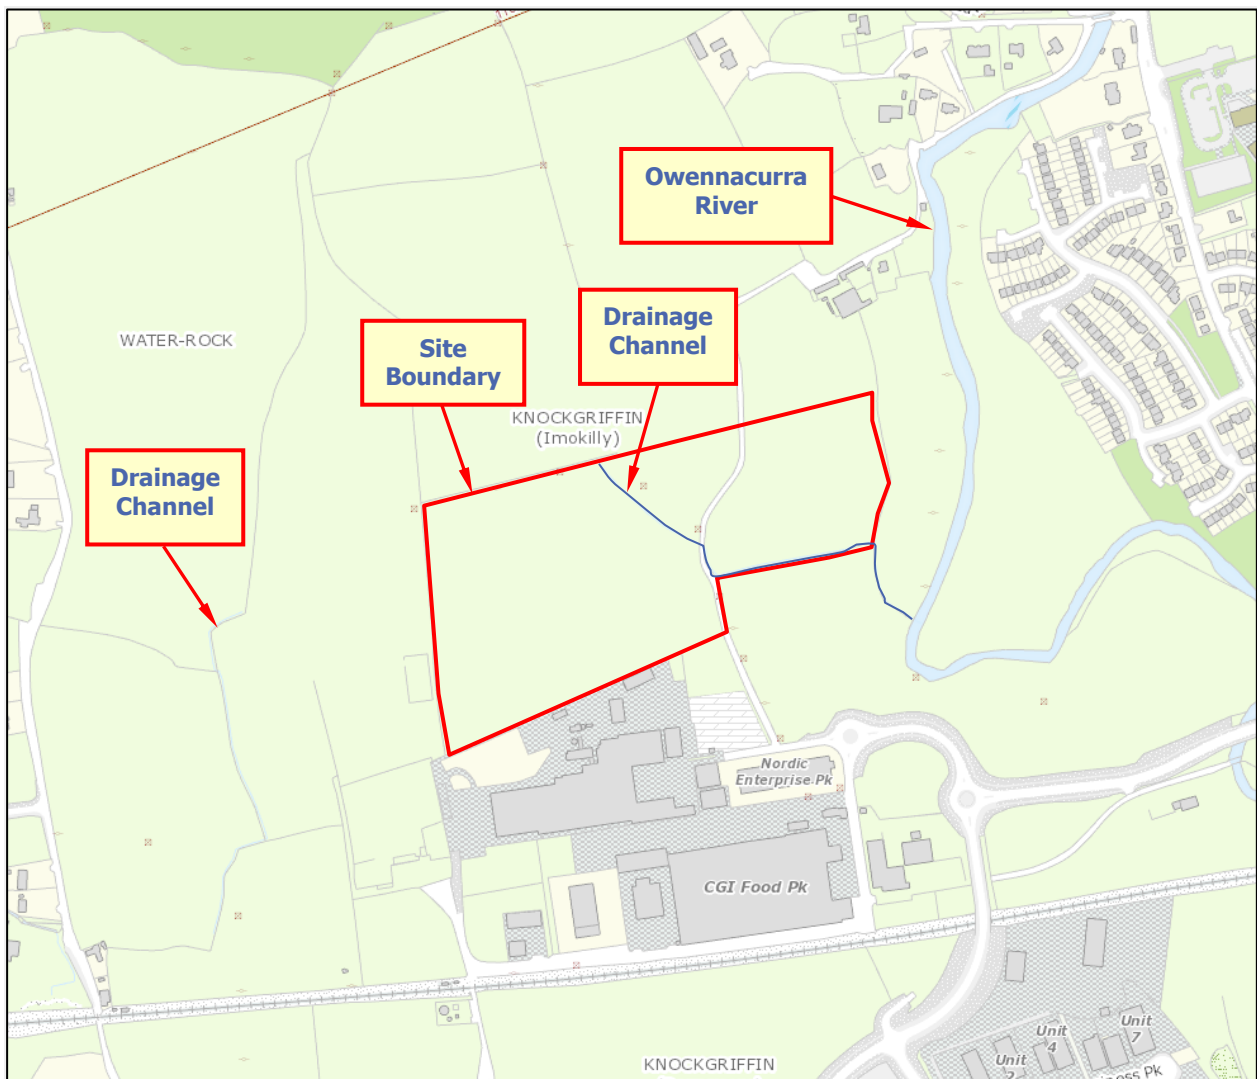 Owennacurra
River
Drainage
Channel
WATER-ROCK
Site
Boundary
KNOCKGRIFFIN
(Imokilly)
Drainage
Channel
Nordic
Enterprise Pk
CGI Food Pk
Unit
4
Unit
7
Unit
KNOCKGRIFFIN
Pk